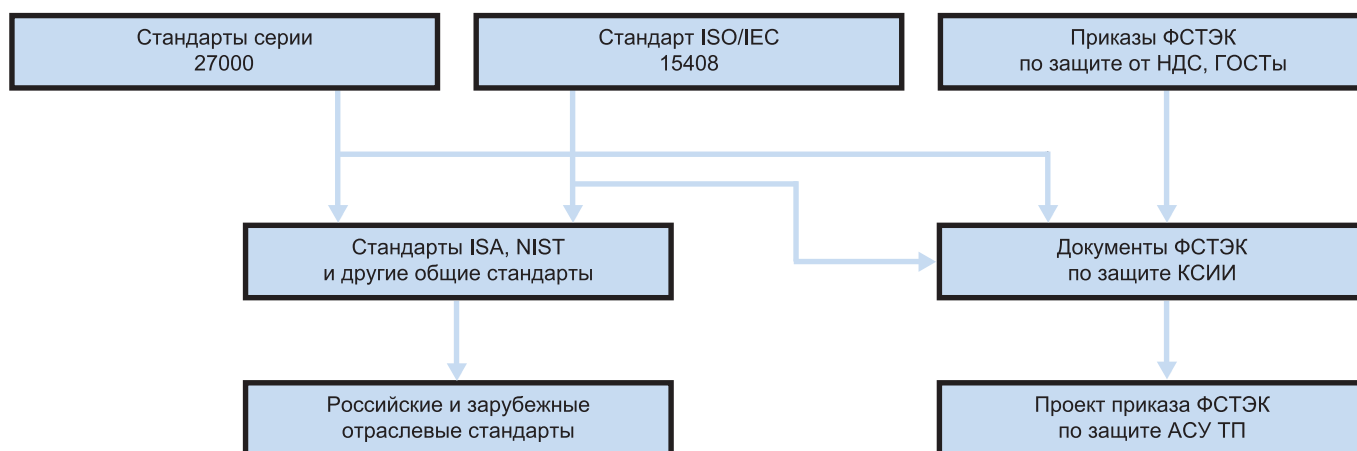 Стандарты серии
27000
Стандарт ISO/IEC
15408
Приказы ФСТЭК
по защите от НДС, ГОСТы
Стандарты ISA, NIST
и другие общие стандарты
Документы ФСТЭК
по защите КСИИ
Российские и зарубежные
отраслевые стандарты
Проект приказа ФСТЭК
по защите АСУ ТП